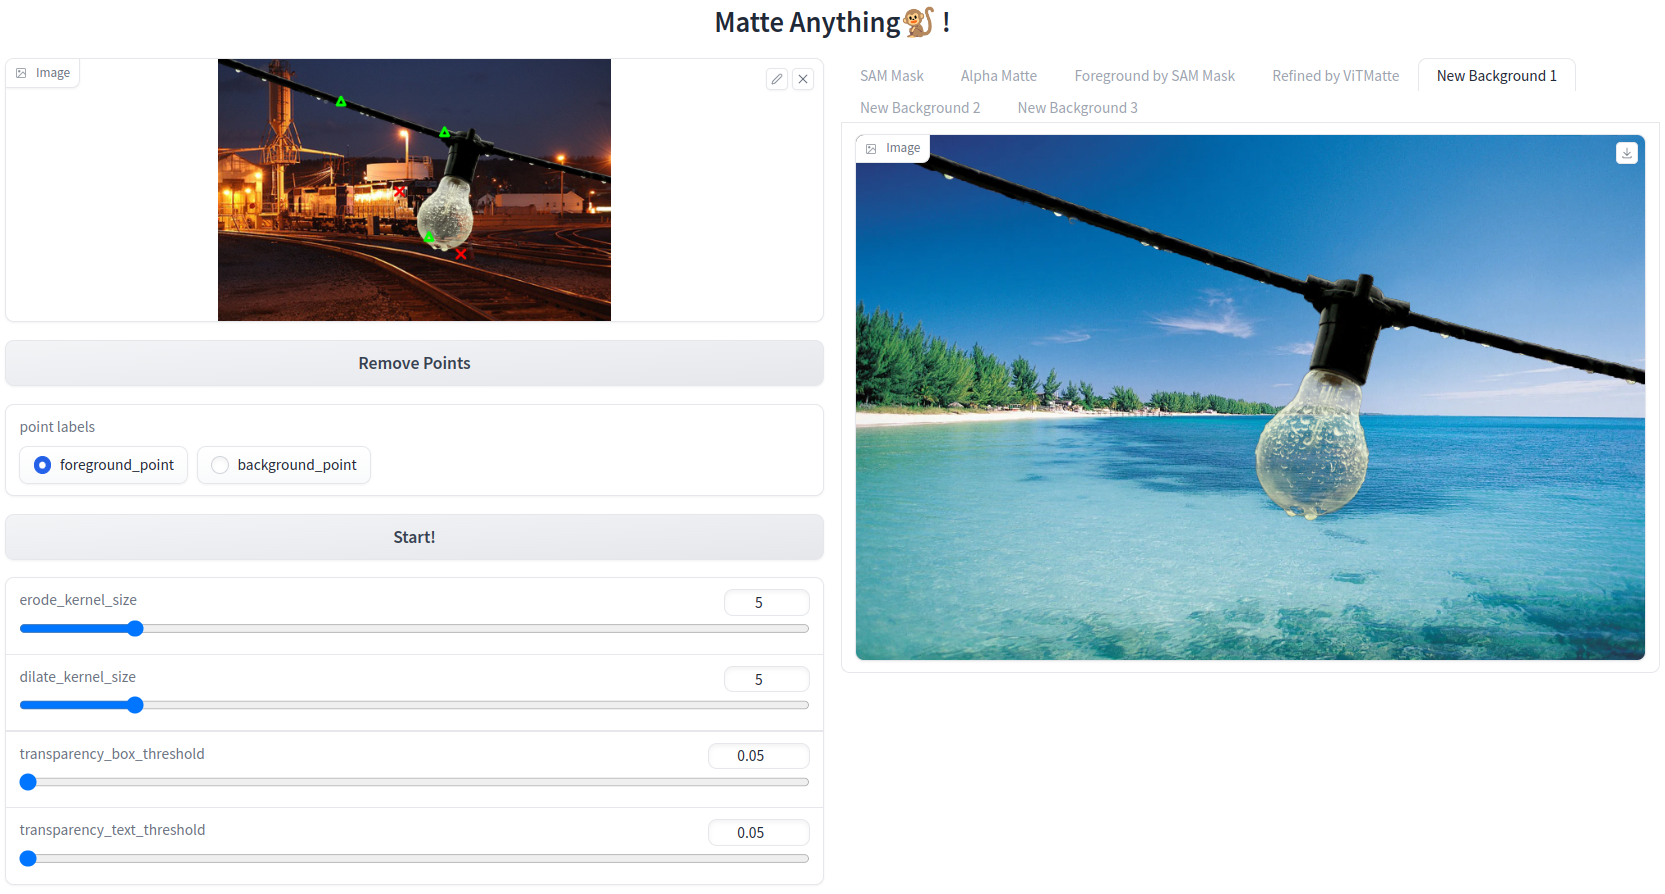 Matte Anything🐒 !
Image
Remove Points
point labels
foreground_point
background_point
Start!
erode_kernel_size
5
dilate_kernel_size
5
transparency_box_threshold
0.05
transparency_text_threshold
0.05
SAM Mask
Alpha Matte
Foreground by SAM Mask
Refined by ViTMatte
New Background 1
New Background 2
New Background 3
Image